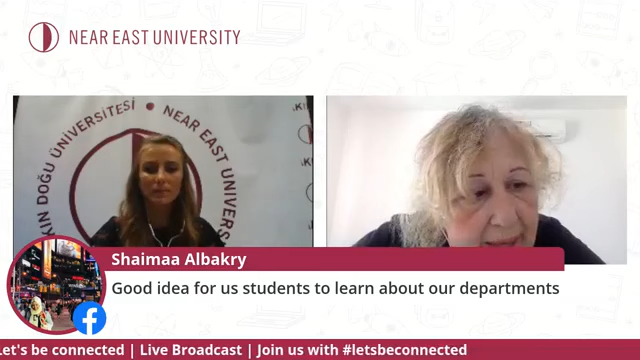 NEAR EAST UNIVERSITY
KIN DOĞU ÜNİVERSİTESİ • NEAR EAST UNIVERS
Shaimaa Albakry
Good idea for us students to learn about our departments
Let's be connected | Live Broadcast | Join us with #letsbeconnected